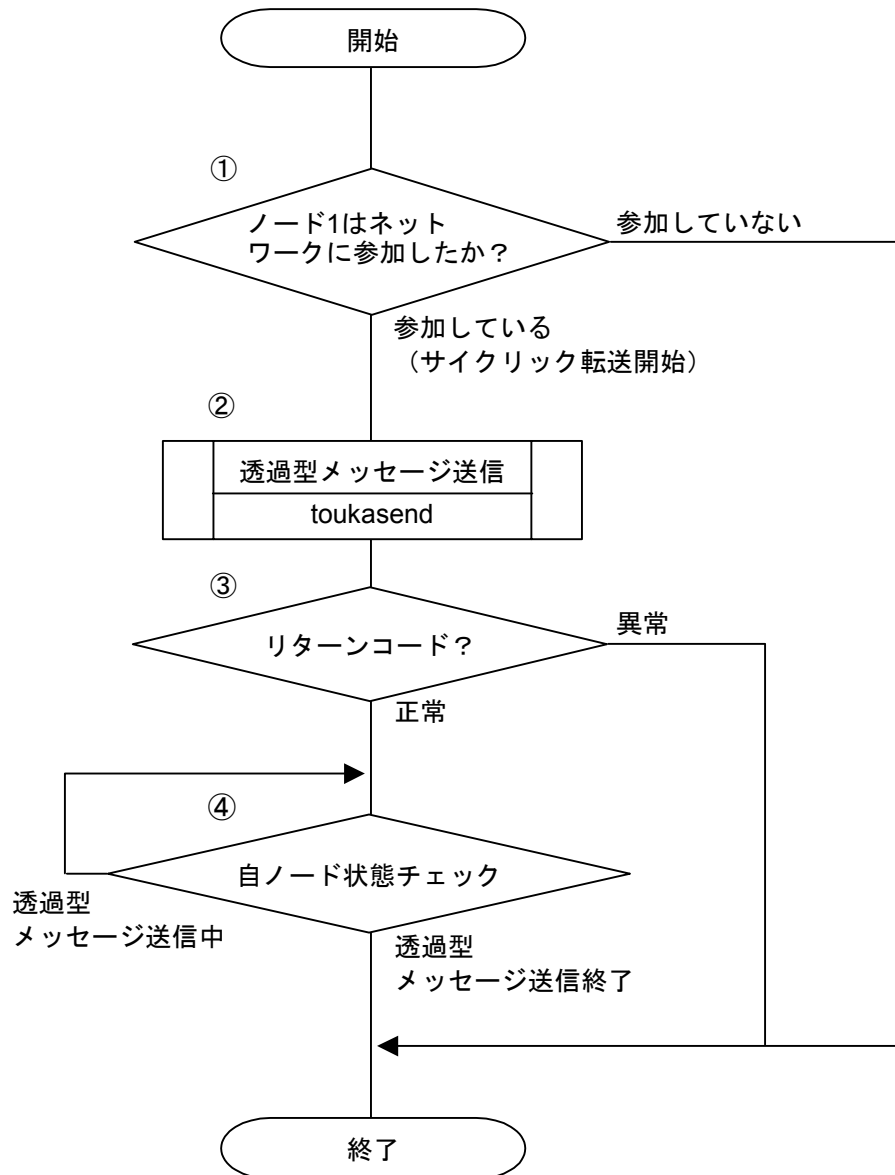 開始
①
ノード1はネット
ワークに参加したか？
参加していない
参加している
（サイクリック転送開始）
②
透過型メッセージ送信
toukasend
③
リターンコード？
異常
正常
④
自ノード状態チェック
透過型
メッセージ送信中
透過型
メッセージ送信終了
終了